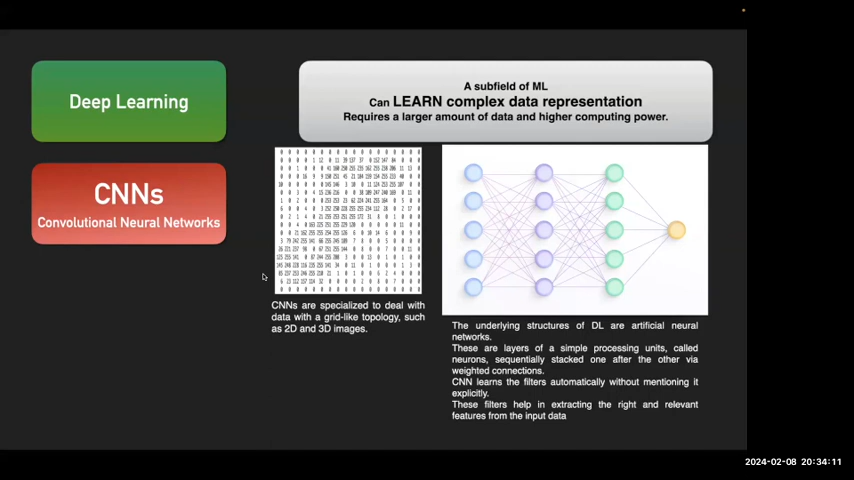 Deep Learning
A subfield of ML
Can LEARN complex data representation
Requires a larger amount of data and higher computing power.
CNNs
Convolutional Neural Networks
CNNs are specialized to deal with
data with a grid-like topology, such
as 2D and 3D images.
The underlying structures of DL are artificial neural
networks.
These are layers of a simple processing units, called
neurons, sequentially stacked one after the other via
weighted connections.
CNN learns the filters automatically without mentioning it
explicitly.
These filters help in extracting the right and relevant
features from the input data
2024-02-08 20:34:11